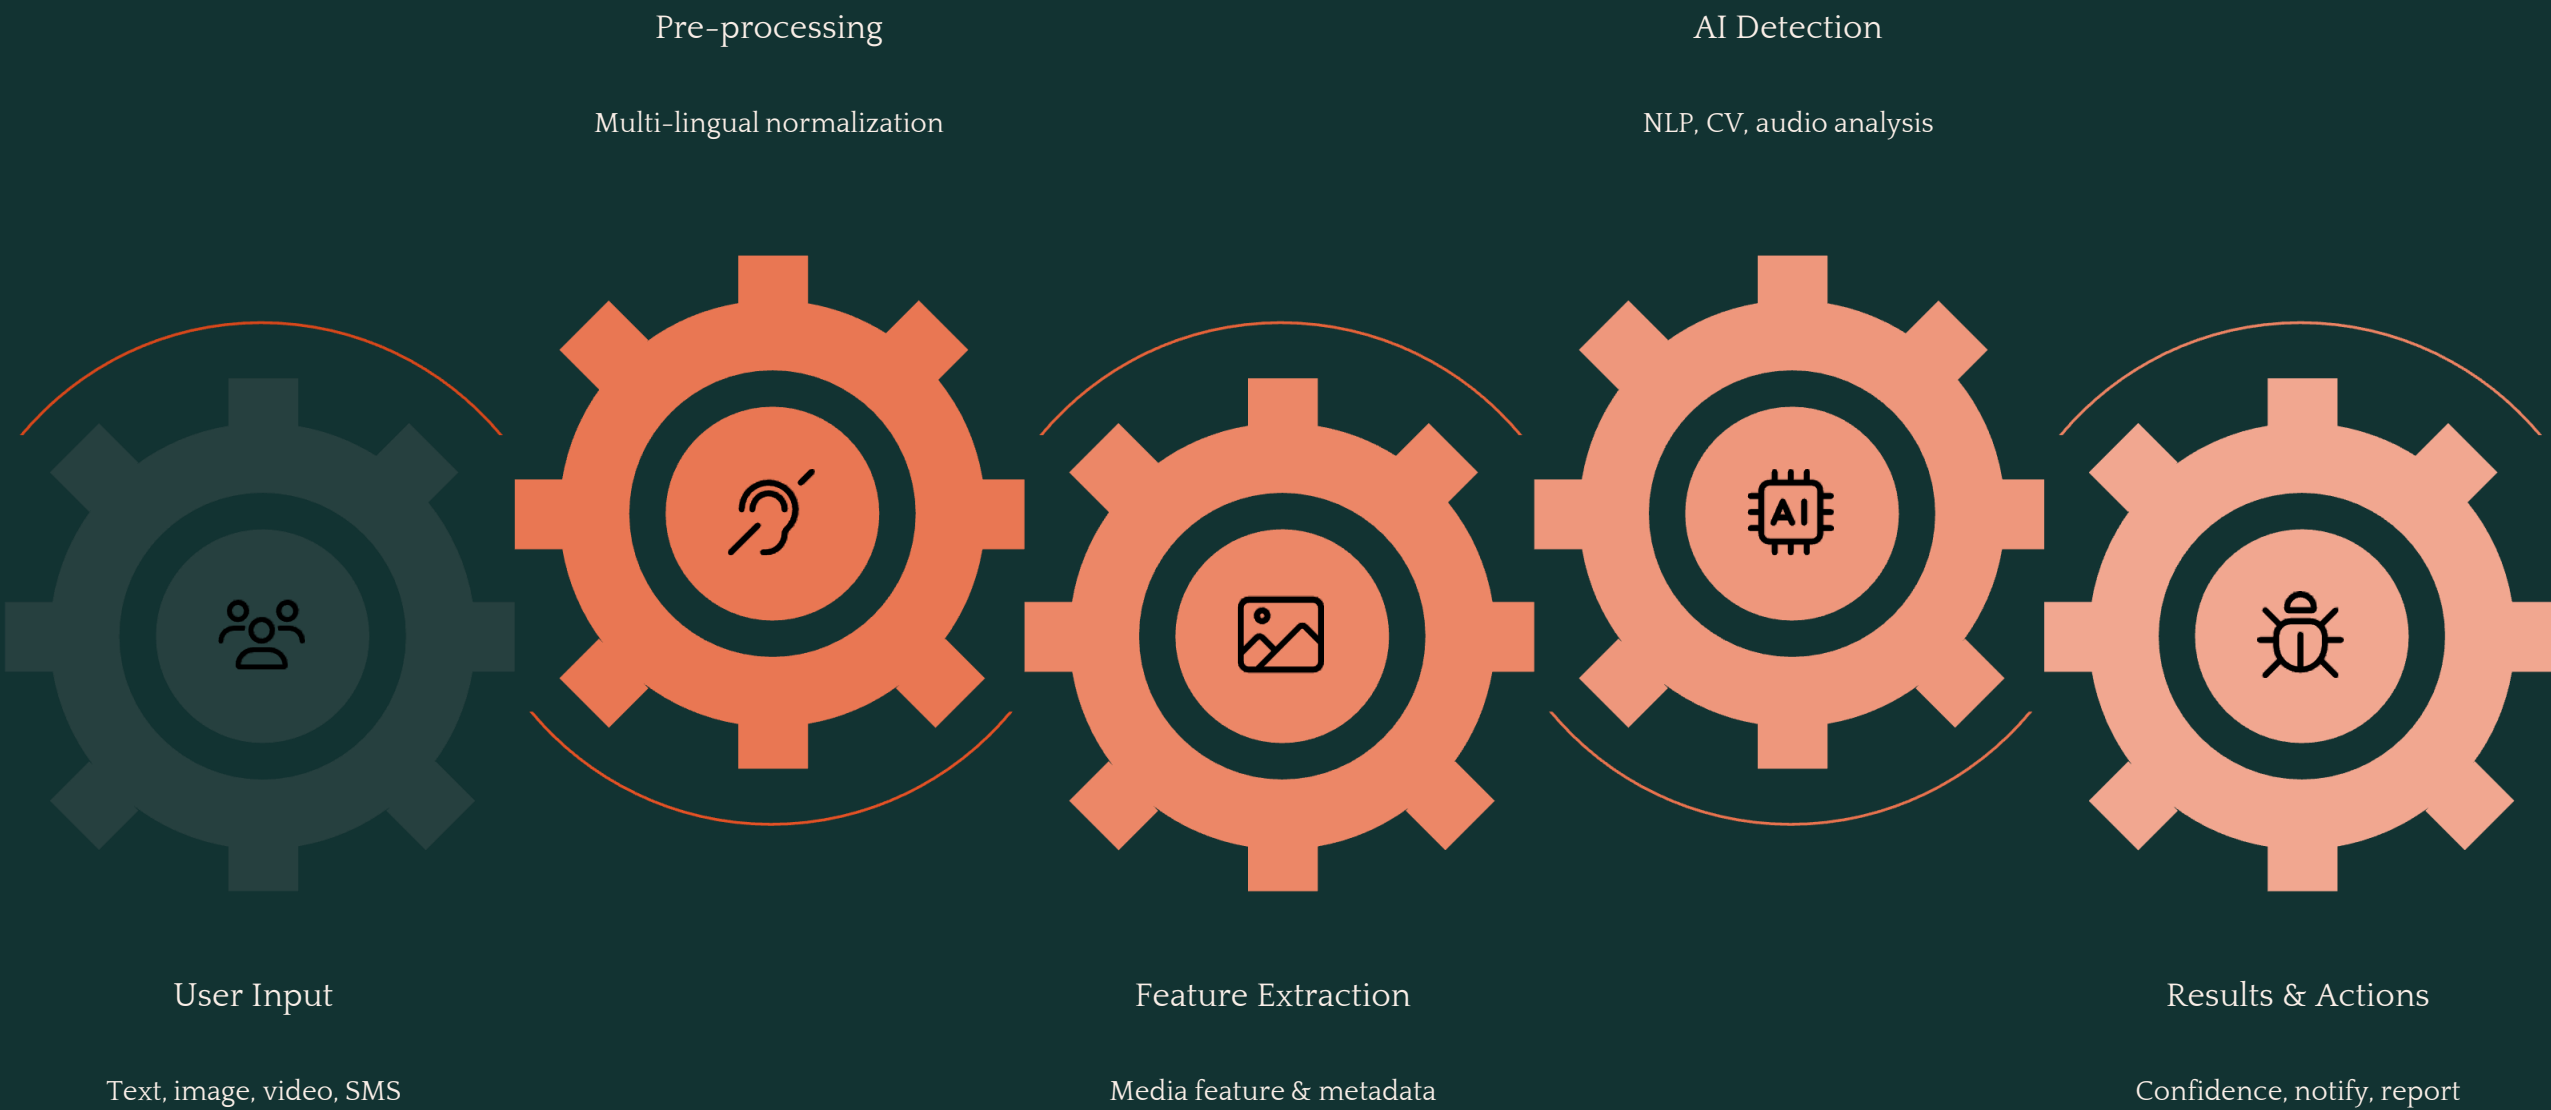 Pre-processing
Multi-lingual normalization
AI Detection
NLP, CV, audio analysis
AI
User Input
Text, image, video, SMS
Feature Extraction
Media feature & metadata
Results & Actions
Confidence, notify, report